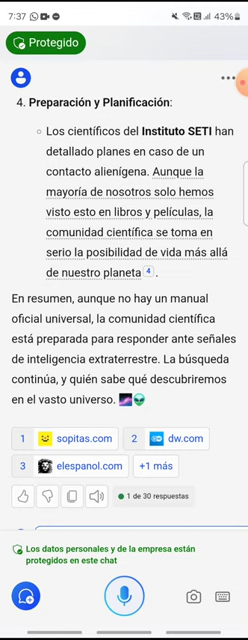 7:37
43%
Protegido
4. Preparación y Planificación:
Los científicos del Instituto SETI han
detallado planes en caso de un
contacto alienígena. Aunque la
mayoría de nosotros solo hemos
visto esto en libros y películas, la
comunidad científica se toma en
serio la posibilidad de vida más allá
de nuestro planeta 4 .
En resumen, aunque no hay un manual
oficial universal, la comunidad científica
está preparada para responder ante señales
de inteligencia extraterrestre. La búsqueda
continúa, y quién sabe qué descubriremos
en el vasto universo. 🌌👽
1 sopitas.com 2 dw.com
3 elespanol.com +1 más
1 de 30 respuestas
Los datos personales y de la empresa están
protegidos en este chat